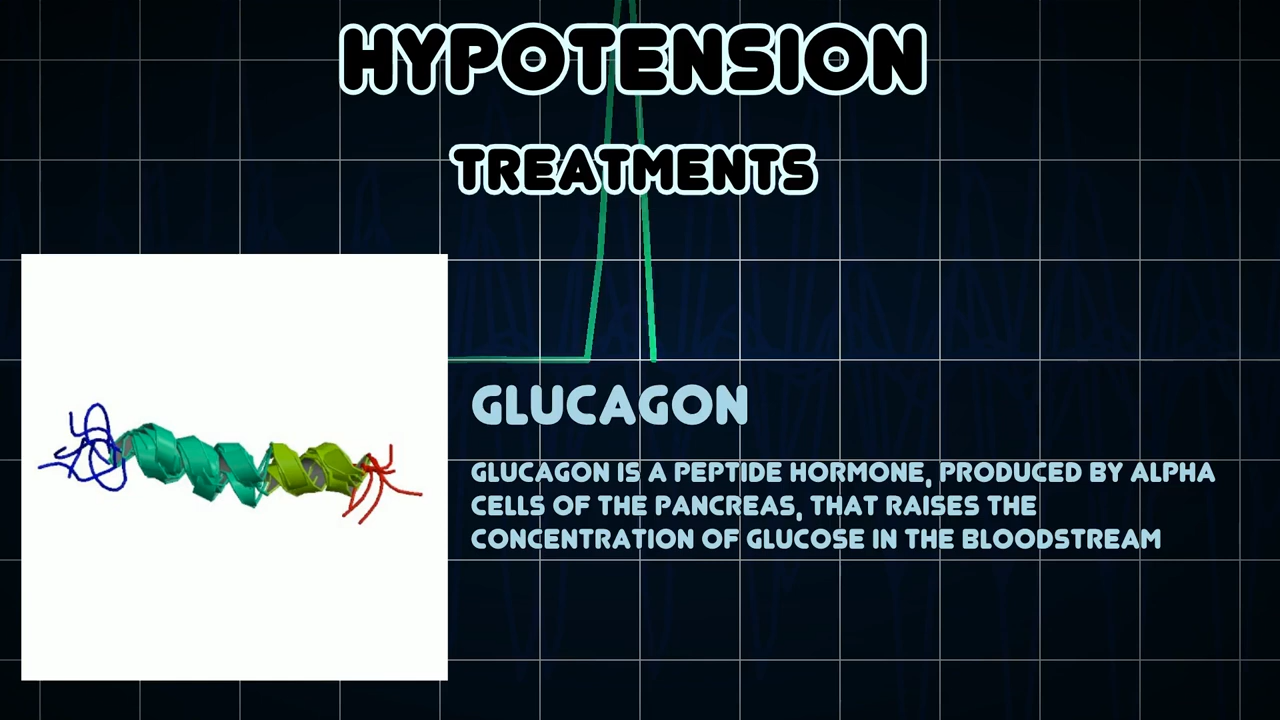 HYPOTENSION
TREATMENTS
GLUCAGON
GLUCAGON IS A PEPTIDE HORMONE, PRODUCED BY ALPHA
CELLS OF THE PANCREAS, THAT RAISES THE
CONCENTRATION OF GLUCOSE IN THE BLOODSTREAM